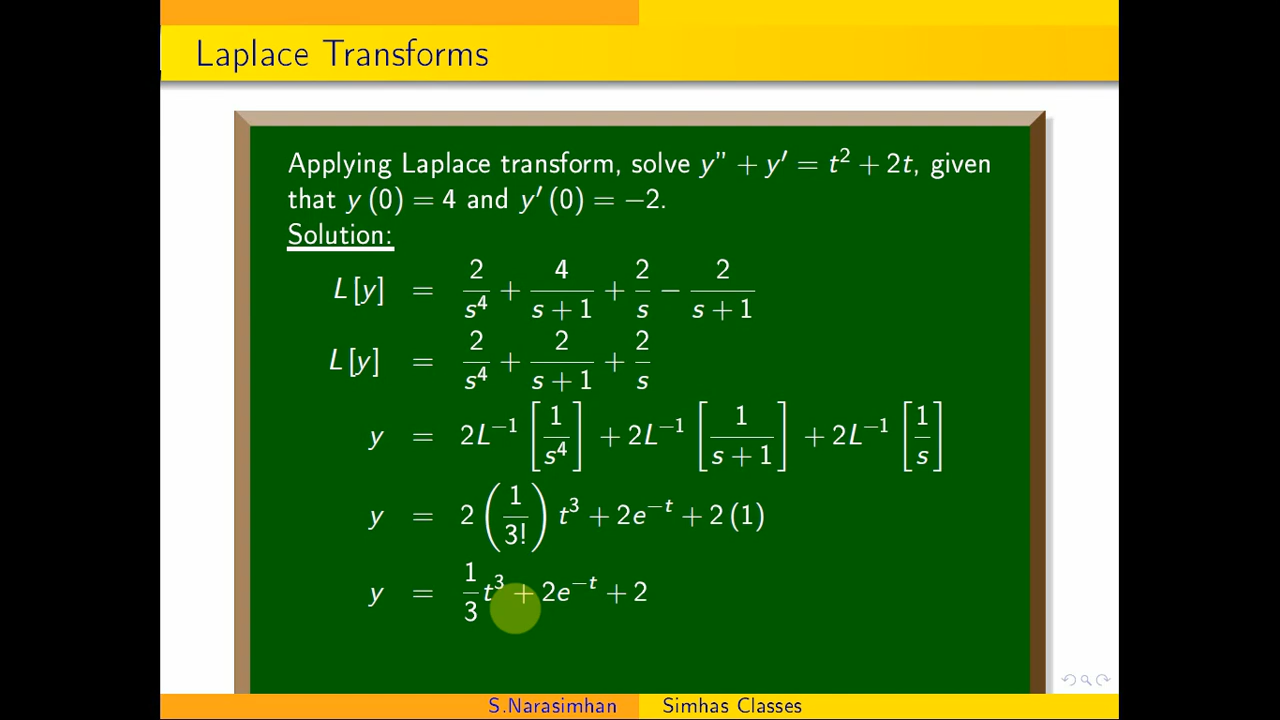 Laplace Transforms
Applying Laplace transform, solve y” + y′ = t² + 2t, given
that y (0) = 4 and y′ (0) = −2.
Solution:
L [y] = 2/s⁴ + 4/(s + 1) + 2/s − 2/(s + 1)
L [y] = 2/s⁴ + 2/(s + 1) + 2/s
y = 2L⁻¹ [1/s⁴] + 2L⁻¹ [1/(s + 1)] + 2L⁻¹ [1/s]
y = 2 (1/3!) t³ + 2e⁻ᵗ + 2 (1)
y = 1/3 t³ + 2e⁻ᵗ + 2
S.Narasimhan Simhas Classes